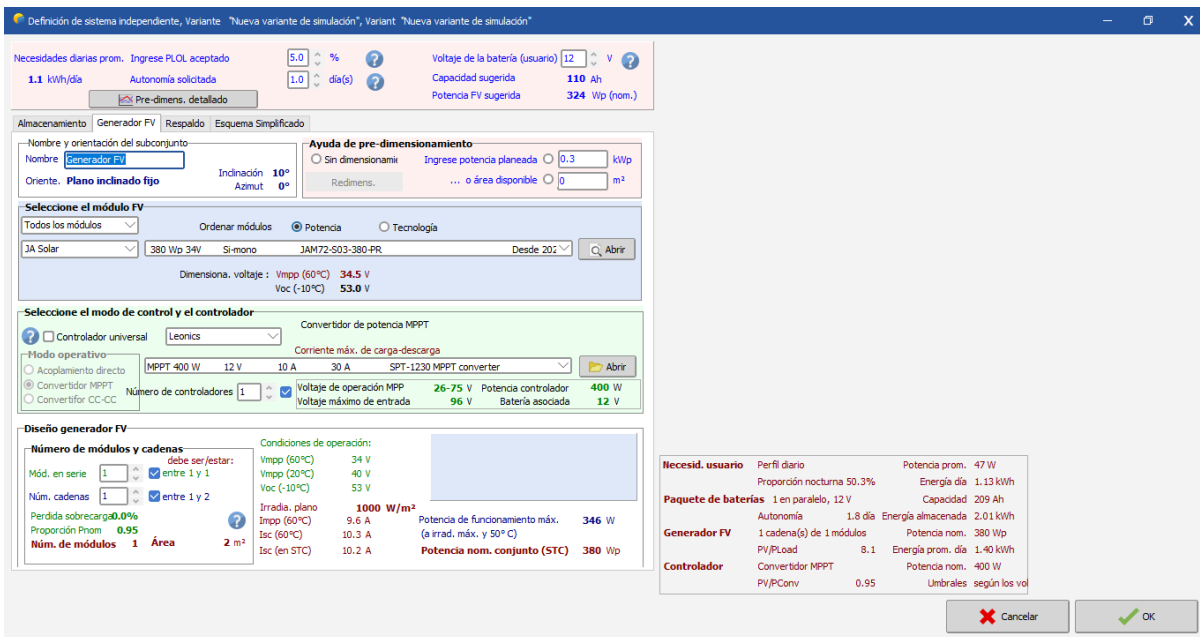 Definición de sistema independiente, Variante "Nueva variante de simulación", Variant "Nueva variante de simulación"
Necesidades diarias prom. Ingrese PLOL aceptado 5.0 % ? Voltaje de la batería (usuario) 12 V ?
1.1 kWh/día Autonomía solicitada 1.0 día(s) ? Capacidad sugerida 110 Ah
Pre-dimens. detallado Potencia FV sugerida 324 Wp (nom.)
Almacenamiento Generador FV Respaldo Esquema Simplificado
Nombre y orientación del subconjunto
Nombre Generador FV
Oriente. Plano inclinado fijo Inclinación 10°
Azimut 0°
Ayuda de pre-dimensionamiento
Sin dimensionamie Ingrese potencia planeada 0.3 kWp
Redimens. ... o área disponible 0 m²
Seleccione el módulo FV
Todos los módulos Ordenar módulos Potencia Tecnología
JA Solar 380 Wp 34V Si-mono JAM72-S03-380-PR Desde 202 Abrir
Dimensiona. voltaje : Vmpp (60°C) 34.5 V
Voc (-10°C) 53.0 V
Seleccione el modo de control y el controlador
? Controlador universal Leonics Convertidor de potencia MPPT
Modo operativo
Acoplamiento directo
Convertidor MPPT
Convertifor CC-CC
Corriente máx. de carga-descarga
MPPT 400 W 12 V 10 A 30 A SPT-1230 MPPT converter Abrir
Número de controladores 1
Voltaje de operación MPP 26-75 V Potencia controlador 400 W
Voltaje máximo de entrada 96 V Batería asociada 12 V
Diseño generador FV
Número de módulos y cadenas
debe ser/estar:
Mód. en serie 1 entre 1 y 1
Núm. cadenas 1 entre 1 y 2
Perdida sobrecarga 0.0%
Proporción Pnom 0.95 ?
Núm. de módulos 1 Área 2 m²
Condiciones de operación:
Vmpp (60°C) 34 V
Vmpp (20°C) 40 V
Voc (-10°C) 53 V
Irradia. plano 1000 W/m²
Impp (60°C) 9.6 A
Isc (60°C) 10.3 A
Isc (en STC) 10.2 A
Potencia de funcionamiento máx. 346 W
(a irrad. máx. y 50° C)
Potencia nom. conjunto (STC) 380 Wp
Necesid. usuario Perfil diario Potencia prom. 47 W
Proporción nocturna 50.3% Energía día 1.13 kWh
Paquete de baterías 1 en paralelo, 12 V Capacidad 209 Ah
Autonomía 1.8 día Energía almacenada 2.01 kWh
Generador FV 1 cadena(s) de 1 módulos Potencia nom. 380 Wp
PV/PLoad 8.1 Energía prom. día 1.40 kWh
Controlador Convertidor MPPT Potencia nom. 400 W
PV/PConv 0.95 Umbrales según los vol
Cancelar OK